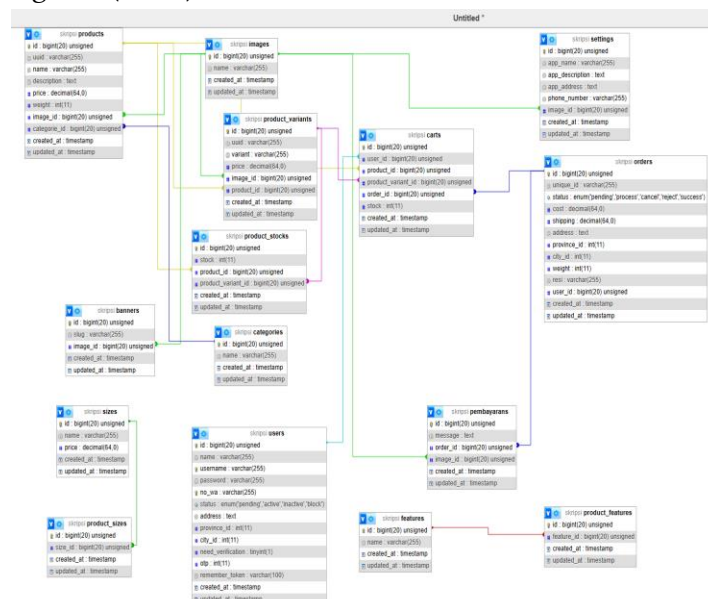 Untitled *
skripsi products
id : bigint(20) unsigned
uuid : varchar(255)
name : varchar(255)
description : text
price : decimal(64,0)
weight : int(11)
image_id : bigint(20) unsigned
categorie_id : bigint(20) unsigned
created_at : timestamp
updated_at : timestamp
skripsi images
id : bigint(20) unsigned
name : varchar(255)
created_at : timestamp
updated_at : timestamp
skripsi settings
id : bigint(20) unsigned
app_name : varchar(255)
app_description : text
app_address : text
phone_number : varchar(255)
image_id : bigint(20) unsigned
created_at : timestamp
updated_at : timestamp
skripsi product_variants
id : bigint(20) unsigned
uuid : varchar(255)
variant : varchar(255)
price : decimal(64,0)
image_id : bigint(20) unsigned
product_id : bigint(20) unsigned
created_at : timestamp
updated_at : timestamp
skripsi carts
id : bigint(20) unsigned
user_id : bigint(20) unsigned
product_id : bigint(20) unsigned
product_variant_id : bigint(20) unsigned
order_id : bigint(20) unsigned
stock : int(11)
created_at : timestamp
updated_at : timestamp
skripsi orders
id : bigint(20) unsigned
unique_id : varchar(255)
status : enum('pending','process','cancel','reject','success')
cost : decimal(64,0)
shipping : decimal(64,0)
address : text
province_id : int(11)
city_id : int(11)
weight : int(11)
resi : varchar(255)
user_id : bigint(20) unsigned
created_at : timestamp
updated_at : timestamp
skripsi product_stocks
id : bigint(20) unsigned
stock : int(11)
product_id : bigint(20) unsigned
product_variant_id : bigint(20) unsigned
created_at : timestamp
updated_at : timestamp
skripsi banners
id : bigint(20) unsigned
slug : varchar(255)
image_id : bigint(20) unsigned
created_at : timestamp
updated_at : timestamp
skripsi categories
id : bigint(20) unsigned
name : varchar(255)
created_at : timestamp
updated_at : timestamp
skripsi sizes
id : bigint(20) unsigned
name : varchar(255)
price : decimal(64,0)
created_at : timestamp
updated_at : timestamp
skripsi users
id : bigint(20) unsigned
name : varchar(255)
username : varchar(255)
password : varchar(255)
no_wa : varchar(255)
status : enum('pending','active','inactive','block')
address : text
province_id : int(11)
city_id : int(11)
need_verification : tinyint(1)
otp : int(11)
remember_token : varchar(100)
created_at : timestamp
updated_at : timestamp
skripsi pembayarans
id : bigint(20) unsigned
message : text
order_id : bigint(20) unsigned
image_id : bigint(20) unsigned
created_at : timestamp
updated_at : timestamp
skripsi product_sizes
id : bigint(20) unsigned
size_id : bigint(20) unsigned
created_at : timestamp
updated_at : timestamp
skripsi features
id : bigint(20) unsigned
name : varchar(255)
created_at : timestamp
updated_at : timestamp
skripsi product_features
id : bigint(20) unsigned
feature_id : bigint(20) unsigned
created_at : timestamp
updated_at : timestamp